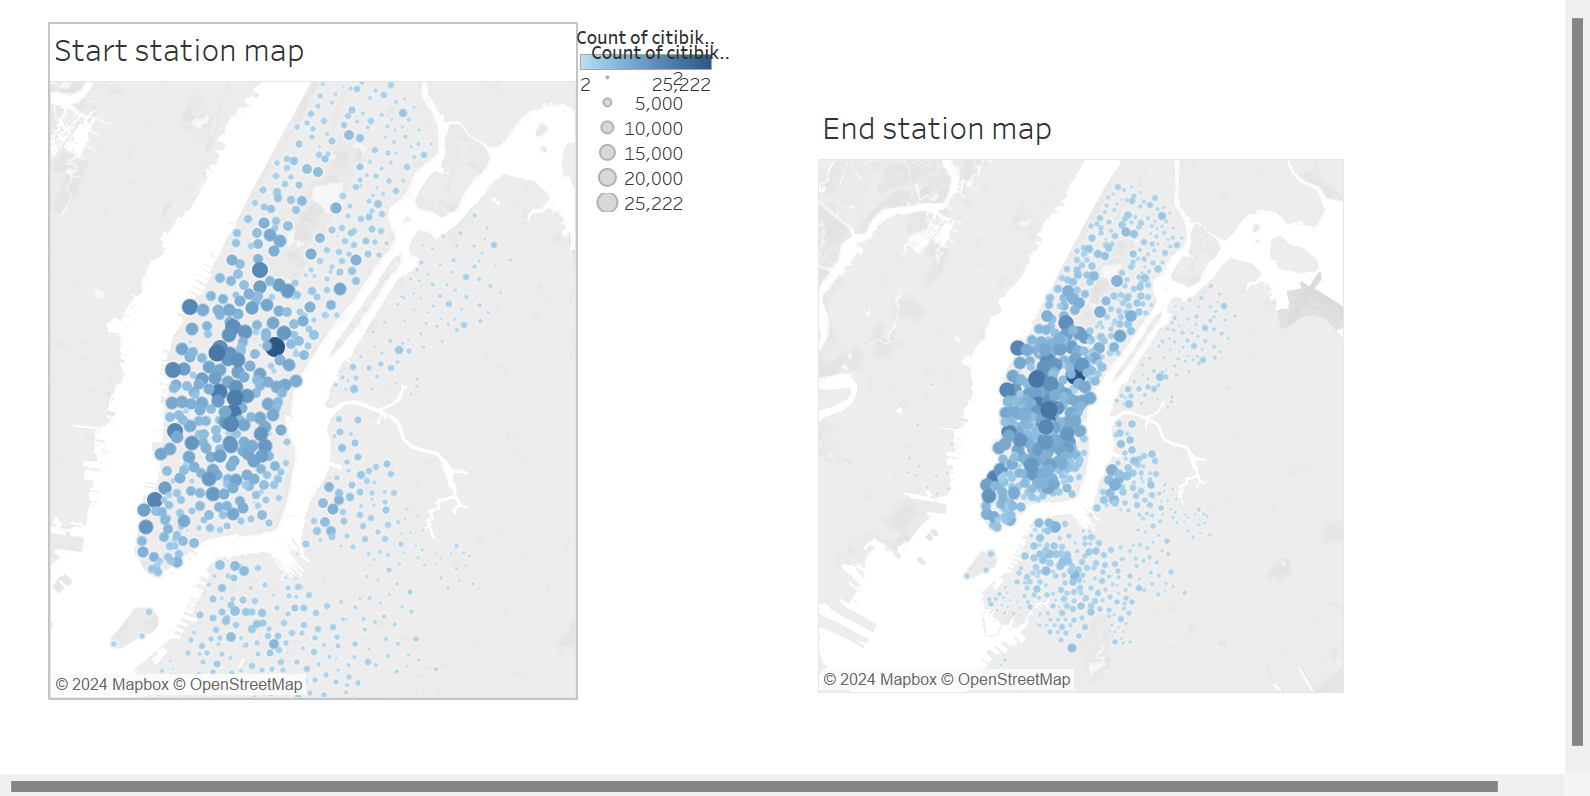 Start station map
Count of citibik..
Count of citibik..
2
2
25,222
5,000
10,000
15,000
20,000
25,222
© 2024 Mapbox © OpenStreetMap
End station map
© 2024 Mapbox © OpenStreetMap